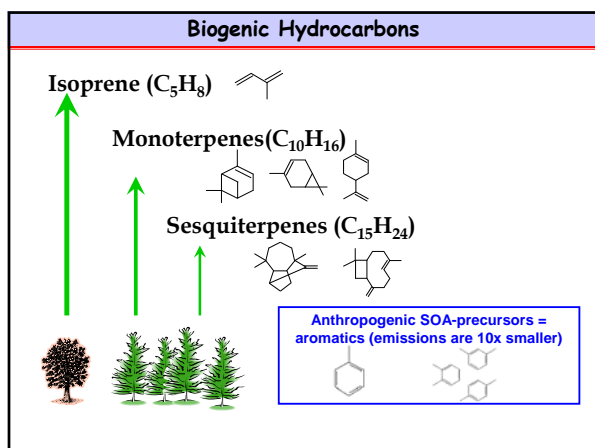 Biogenic Hydrocarbons
Isoprene (C₅H₈)
Monoterpenes(C₁₀H₁₆)
Sesquiterpenes (C₁₅H₂₄)
Anthropogenic SOA-precursors =
aromatics (emissions are 10x smaller)